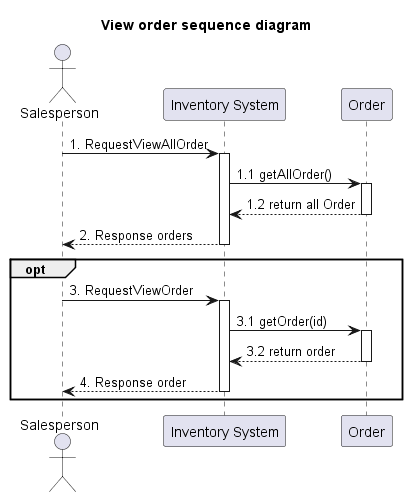 View order sequence diagram
Salesperson
Inventory System
Order
1. RequestViewAllOrder
1.1 getAllOrder()
1.2 return all Order
2. Response orders
opt
3. RequestViewOrder
3.1 getOrder(id)
3.2 return order
4. Response order
Salesperson
Inventory System
Order